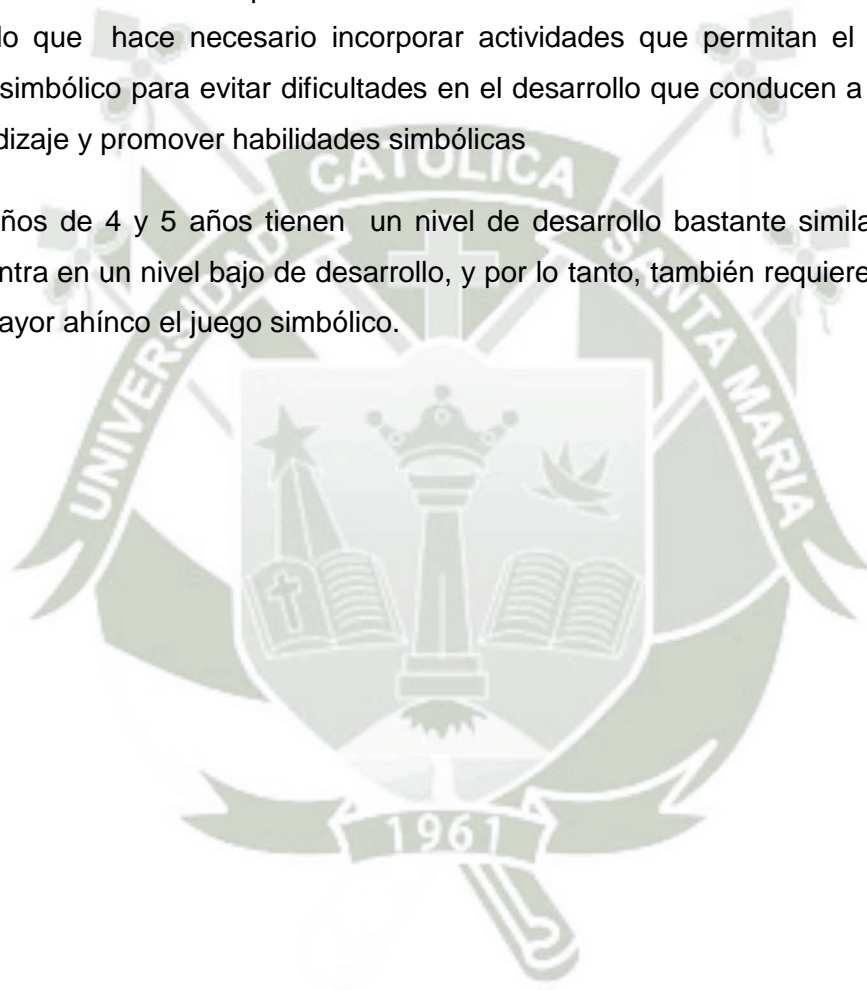 lo que hace necesario incorporar actividades que permitan el
simbólico para evitar dificultades en el desarrollo que conducen a
dizaje y promover habilidades simbólicas
ños de 4 y 5 años tienen un nivel de desarrollo bastante simila
ntra en un nivel bajo de desarrollo, y por lo tanto, también requiere
ayor ahínco el juego simbólico.
UNIVERSIDAD CATOLICA SANTA MARIA
1961